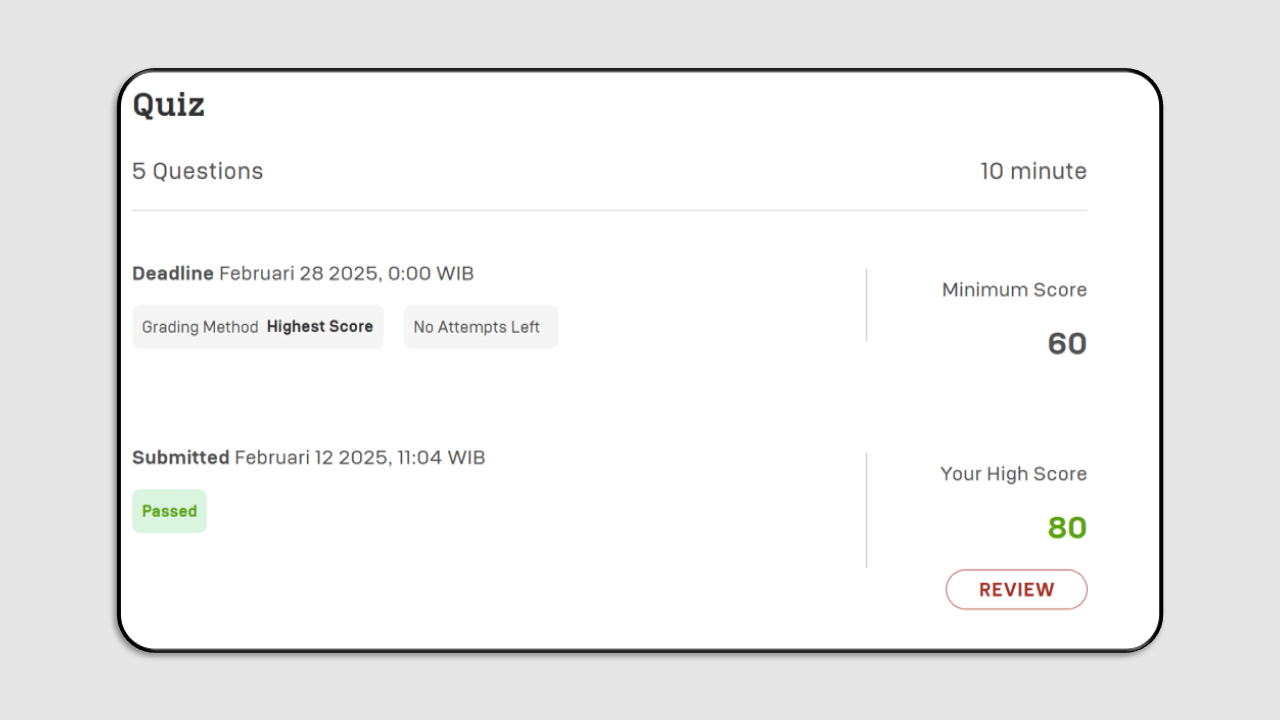 Quiz
5 Questions
10 minute
Deadline Februari 28 2025, 0:00 WIB
Grading Method Highest Score
No Attempts Left
Minimum Score
60
Submitted Februari 12 2025, 11:04 WIB
Passed
Your High Score
80
REVIEW